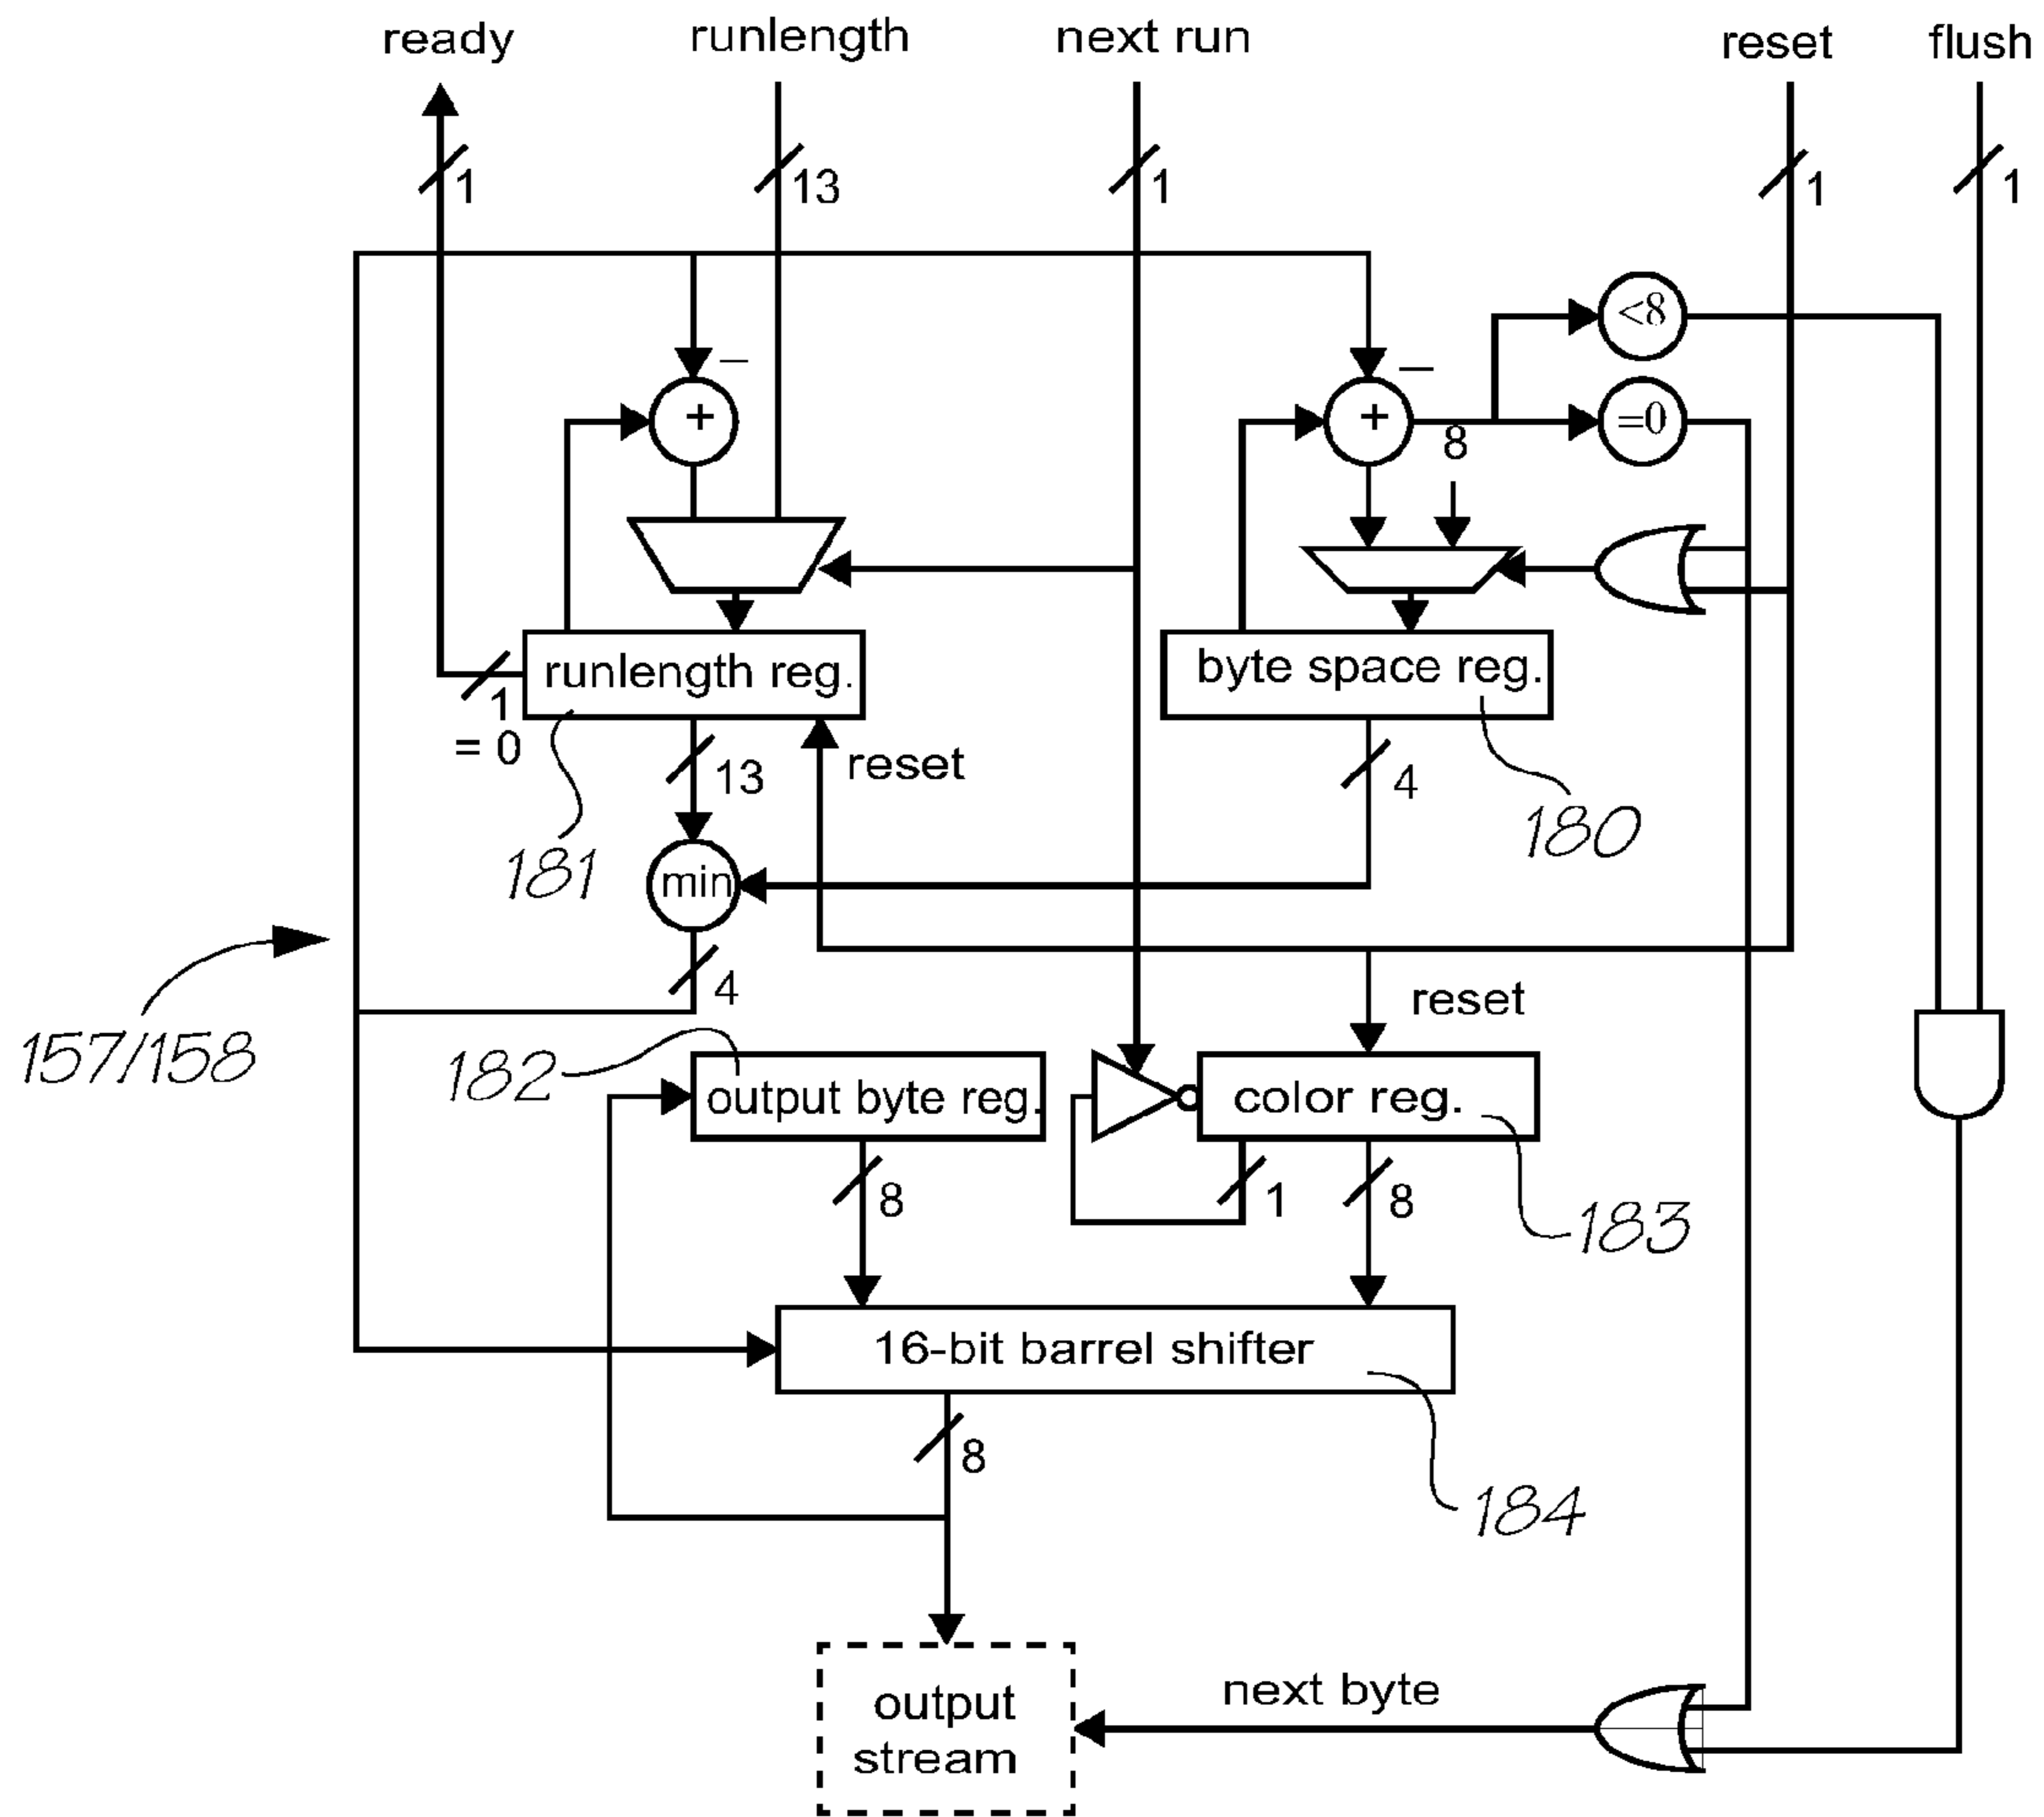 ready
runlength
next run
reset
flush
1
13
1
1
1
<8
–
–
+
+
=0
8
runlength reg.
byte space reg.
1
= 0
13
reset
4
180
181
min
4
reset
157/158
182
output byte reg.
color reg.
8
1
8
183
16-bit barrel shifter
8
184
next byte
output
stream